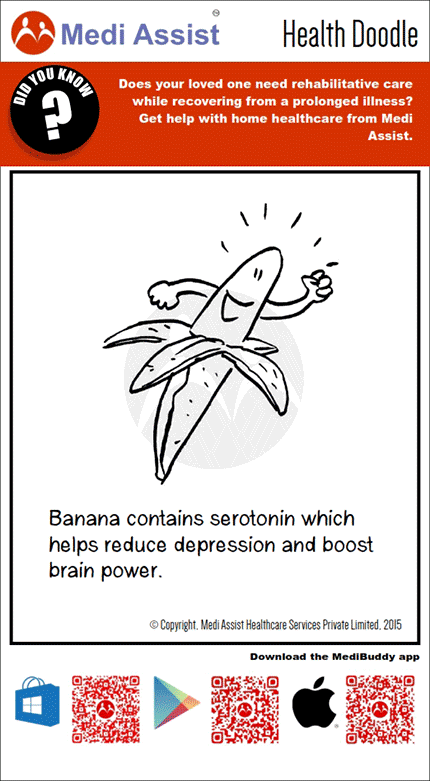 Medi Assist
Health Doodle
DID YOU KNOW
?
Does your loved one need rehabilitative care
while recovering from a prolonged illness?
Get help with home healthcare from Medi
Assist.
Banana contains serotonin which
helps reduce depression and boost
brain power.
© Copyright, Medi Assist Healthcare Services Private Limited, 2015
Download the MediBuddy app